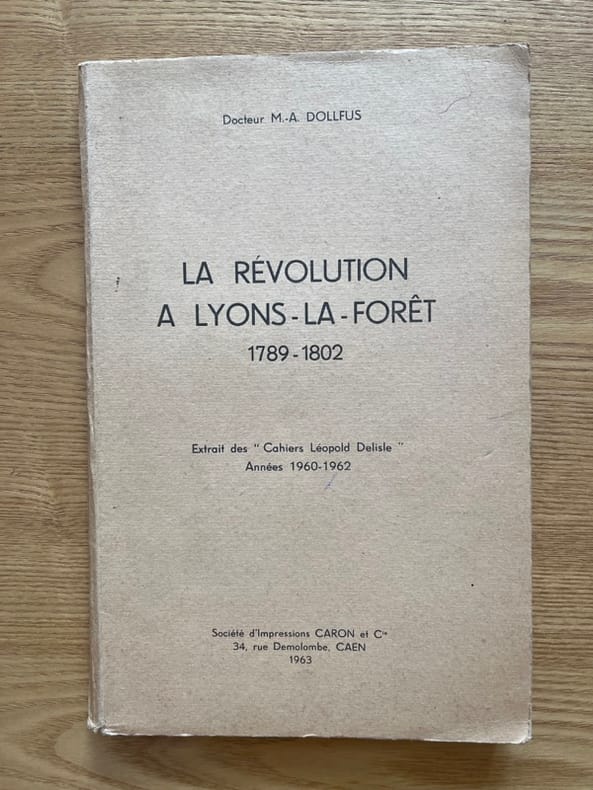 Docteur M.-A. DOLLFUS
LA RÉVOLUTION
A LYONS-LA-FORÊT
1789-1802
Extrait des " Cahiers Léopold Delisle "
Années 1960-1962
Société d'Impressions CARON et Cie
34, rue Demolombe, CAEN
1963